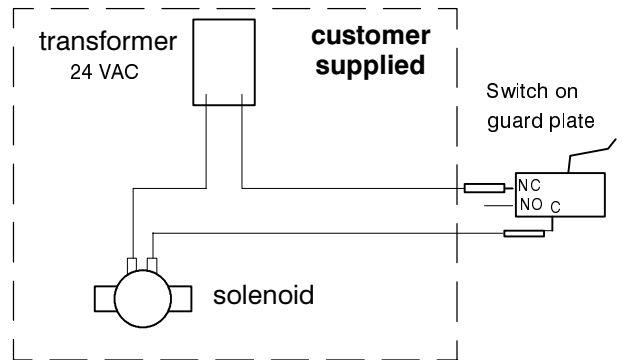 transformer
24 VAC
customer
supplied
Switch on
guard plate
NC
NO C
solenoid